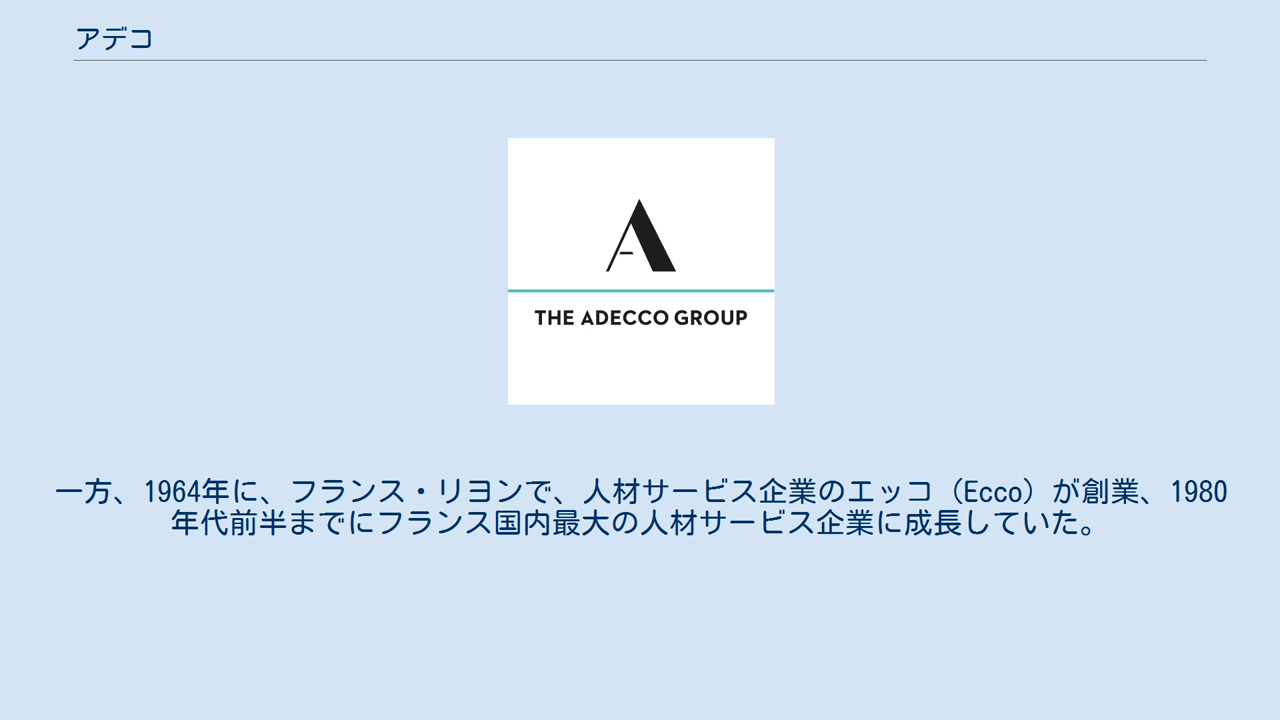 アデコ
A
THE ADECCO GROUP
一方、1964年に、フランス・リヨンで、人材サービス企業のエッコ（Ecco）が創業、1980
年代前半までにフランス国内最大の人材サービス企業に成長していた。